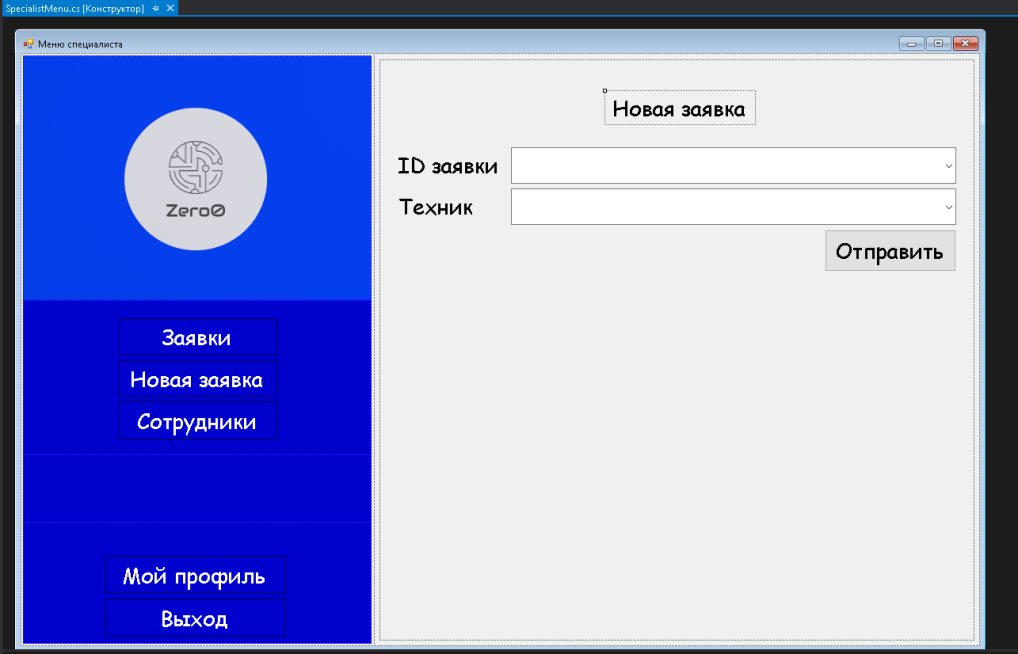 SpecialistMenu.cs [Конструктор]
Меню специалиста
Zero0
Заявки
Новая заявка
Сотрудники
Мой профиль
Выход
Новая заявка
ID заявки
Техник
Отправить